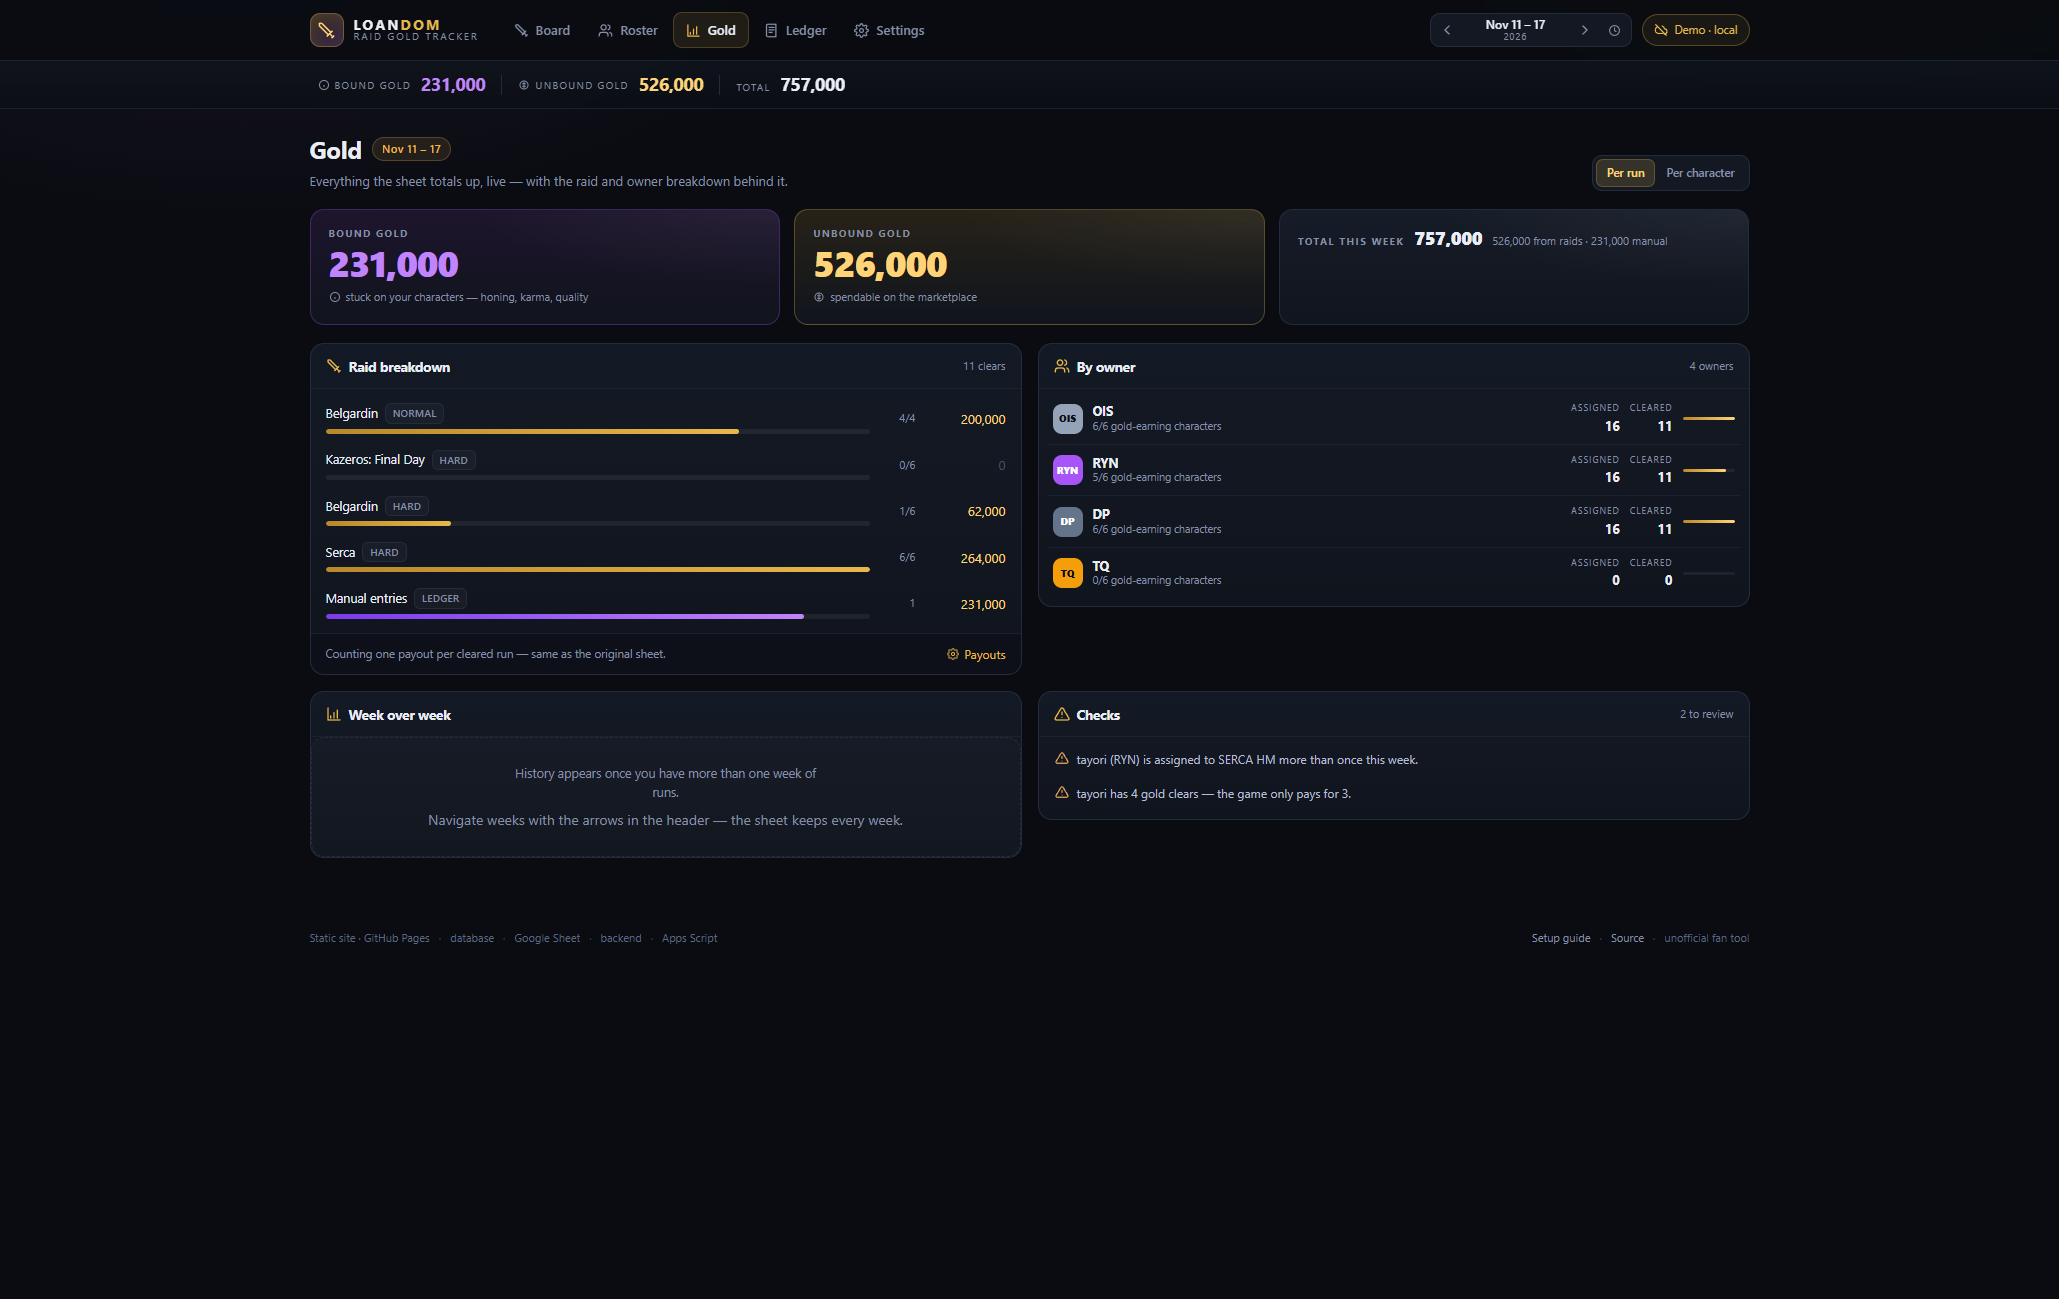 LOANDOM
RAID GOLD TRACKER
Board
Roster
Gold
Ledger
Settings
Nov 11 – 17
2026
Demo · local
BOUND GOLD 231,000
UNBOUND GOLD 526,000
TOTAL 757,000
Gold
Nov 11 – 17
Everything the sheet totals up, live — with the raid and owner breakdown behind it.
Per run
Per character
BOUND GOLD
231,000
stuck on your characters — honing, karma, quality
UNBOUND GOLD
526,000
spendable on the marketplace
TOTAL THIS WEEK 757,000 526,000 from raids · 231,000 manual
Raid breakdown
11 clears
Belgardin NORMAL 4/4 200,000
Kazeros: Final Day HARD 0/6 0
Belgardin HARD 1/6 62,000
Serca HARD 6/6 264,000
Manual entries LEDGER 1 231,000
Counting one payout per cleared run — same as the original sheet.
Payouts
By owner
4 owners
OIS
OIS
6/6 gold-earning characters
ASSIGNED CLEARED
16 11
RYN
RYN
5/6 gold-earning characters
ASSIGNED CLEARED
16 11
DP
DP
6/6 gold-earning characters
ASSIGNED CLEARED
16 11
TQ
TQ
0/6 gold-earning characters
ASSIGNED CLEARED
0 0
Week over week
History appears once you have more than one week of
runs.
Navigate weeks with the arrows in the header — the sheet keeps every week.
Checks
2 to review
tayori (RYN) is assigned to SERCA HM more than once this week.
tayori has 4 gold clears — the game only pays for 3.
Static site · GitHub Pages · database · Google Sheet · backend · Apps Script
Setup guide · Source · unofficial fan tool